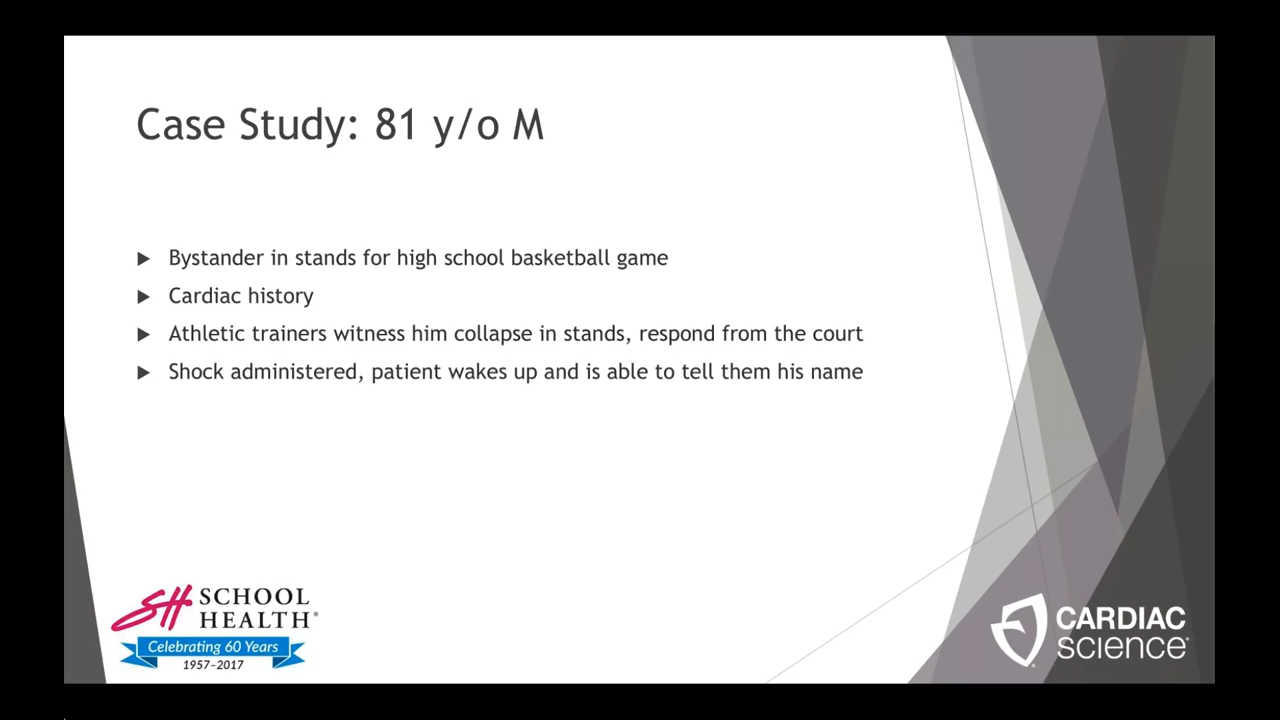 Case Study: 81 y/o M
Bystander in stands for high school basketball game
Cardiac history
Athletic trainers witness him collapse in stands, respond from the court
Shock administered, patient wakes up and is able to tell them his name
SH SCHOOL
HEALTH®
Celebrating 60 Years
1957–2017
CARDIAC
science®